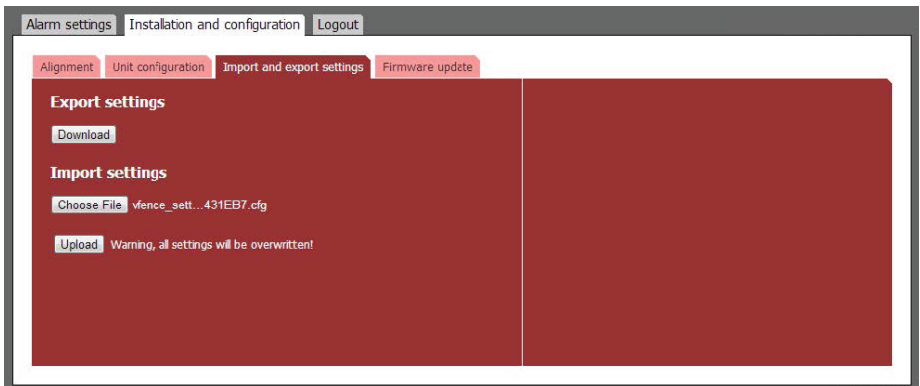 Alarm settings Installation and configuration Logout
Alignment Unit configuration Import and export settings Firmware update
Export settings
Download
Import settings
Choose File vfence_sett...431EB7.cfg
Upload Warning, all settings will be overwritten!